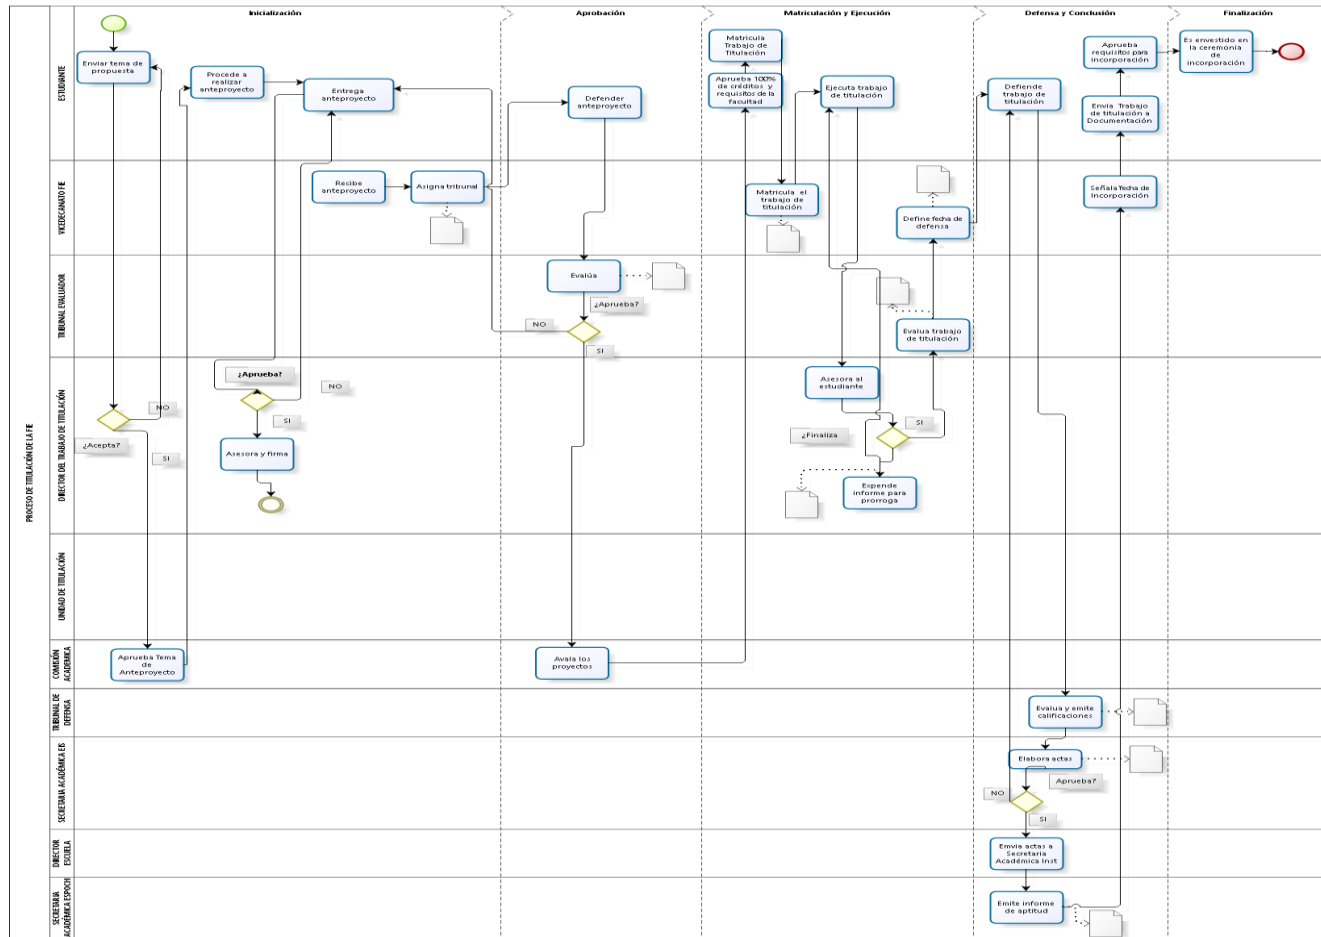 Inicialización
Aprobación
Matriculación y Ejecución
Defensa y Conclusión
Finalización
PROCESO DE TITULACIÓN DE LA FIE
ESTUDIANTE
Enviar tema de
propuesta
Procede a
realizar
anteproyecto
Entrega
anteproyecto
Defender
anteproyecto
Matricula
Trabajo de
Titulación
Aprueba 100%
de créditos y
requisitos de la
facultad
Ejecuta trabajo
de titulación
Defiende
trabajo de
titulación
Aprueba
requisitos para
incorporación
Envia Trabajo
de titulación a
Documentación
Es envestido en
la ceremonia
de
incorporación
VICEDECANATO FIE
Recibe
anteproyecto
Asigna tribunal
Matricula el
trabajo de
titulación
Define fecha de
defensa
Señala fecha de
Incorporación
TRIBUNAL EVALUADOR
Evalúa
¿Aprueba?
NO
SI
Evalua trabajo
de titulación
DIRECTOR DEL TRABAJO DE TITULACIÓN
NO
¿Acepta?
SI
¿Aprueba?
NO
SI
Asesora y firma
Asesora al
estudiante
¿Finaliza
SI
Expende
informe para
prorroga
UNIDAD DE TITULACIÓN
COMISIÓN
ACADEMICA
Aprueba Tema
de
Anteproyecto
Avala los
proyectos
TRIBUNAL DE
DEFENSA
Evalua y emite
calificaciones
SECRETARIA ACADÉMICA EIS
Elabora actas
Aprueba?
NO
SI
DIRECTOR
ESCUELA
Emvia actas a
Secretaria
Académica Inst
SECRETARIA
ACADÉMICA ESPOCH
Emite informe
de aptitud